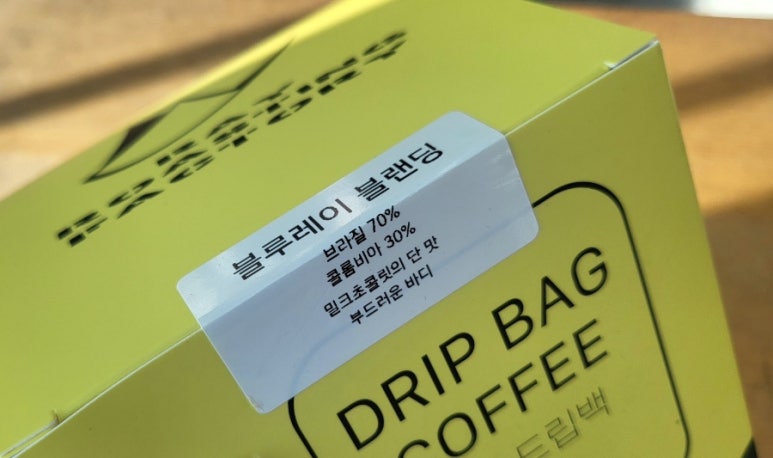 블루레이 블랜딩
브라질 70%
콜롬비아 30%
밀크초콜릿의 단 맛
부드러운 바디
DRIP BAG
COFFEE
드립백